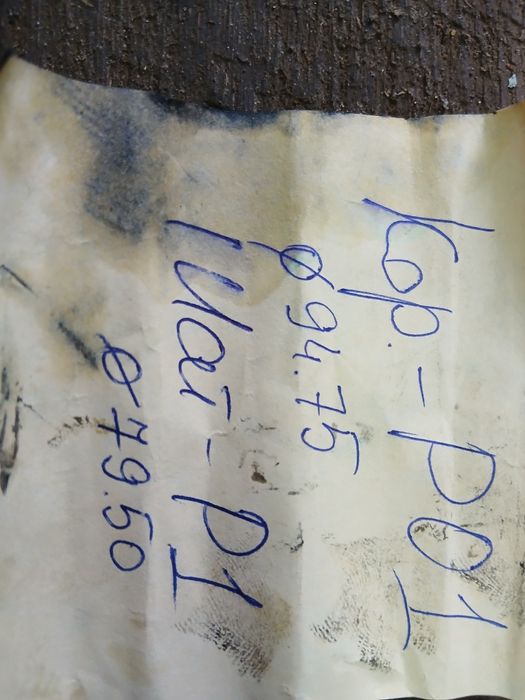 Кор. - Р01
⌀ 94.75
Шат - Р1
⌀ 79.50